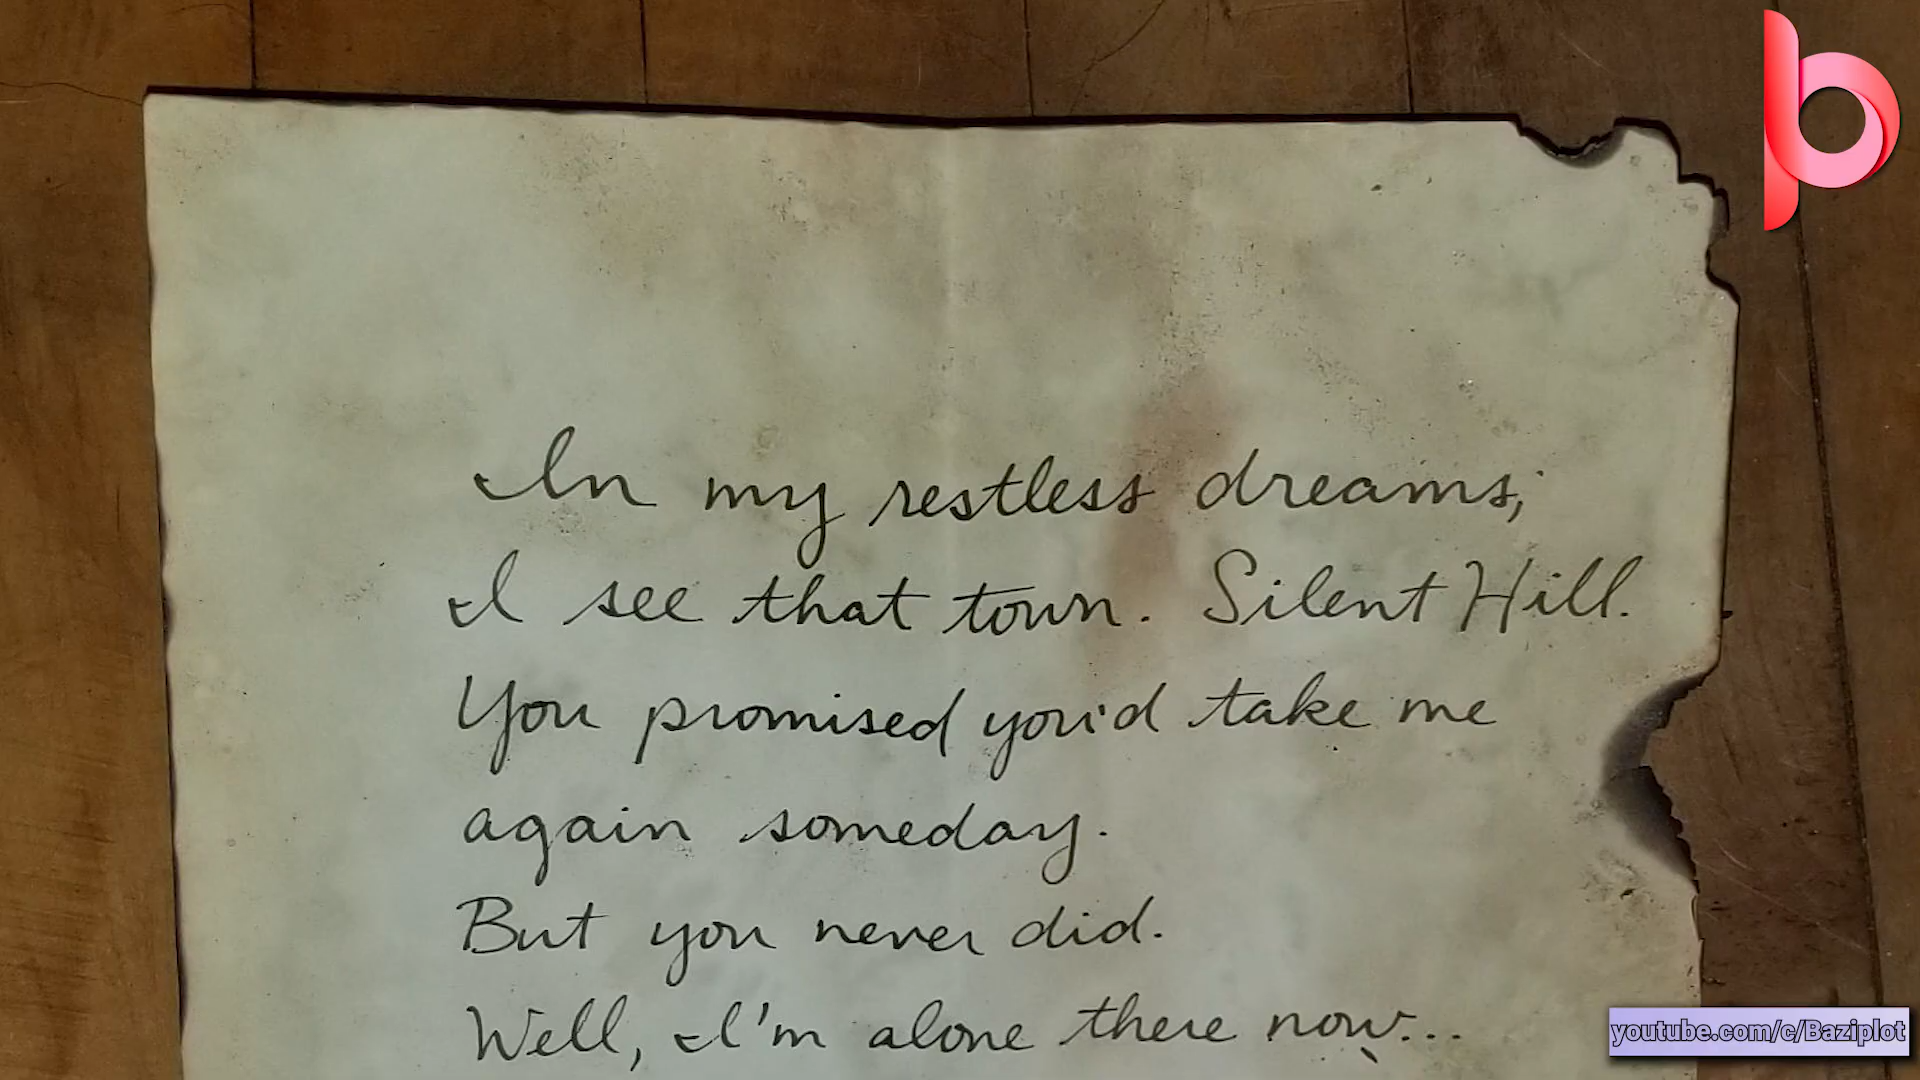 In my restless dreams,
I see that town. Silent Hill.
You promised you'd take me
again someday.
But you never did.
Well, I'm alone there now...
youtube.com/c/Baziplot